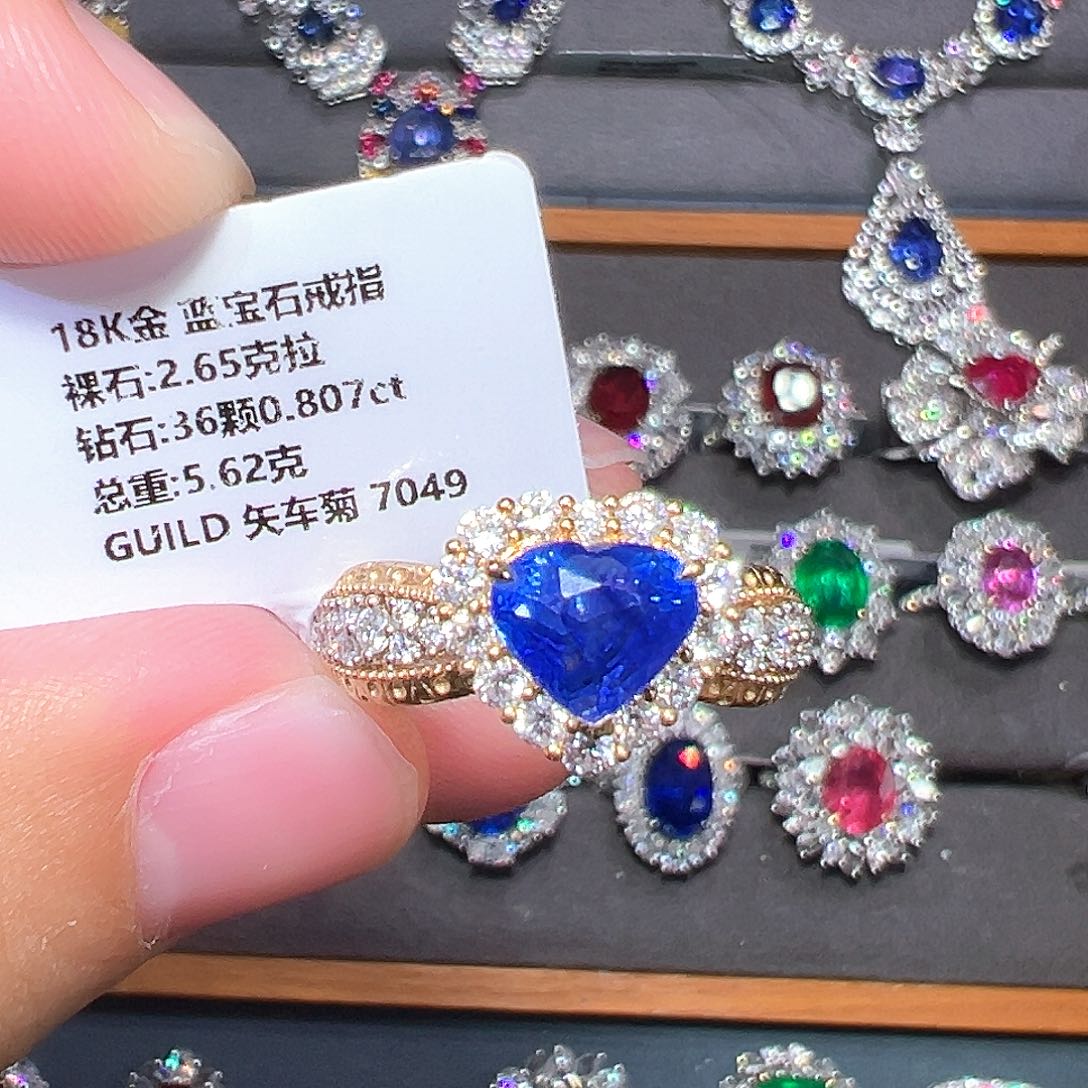 18K金 蓝宝石戒指
裸石:2.65克拉
钻石:36颗0.807ct
总重:5.62克
GUILD 矢车菊 7049